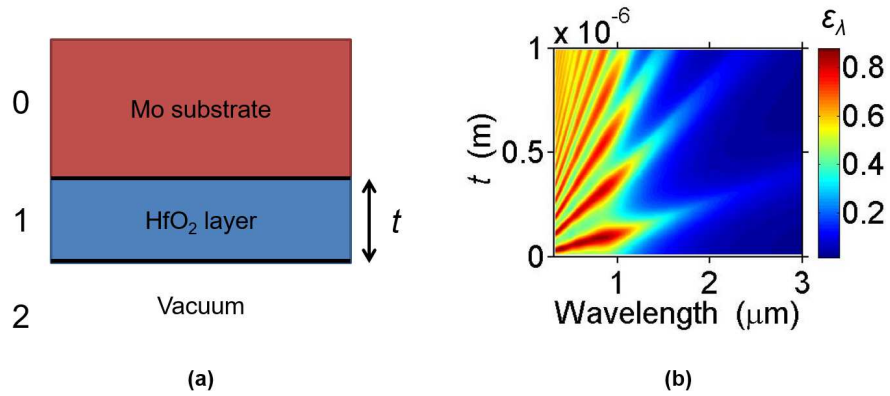 0
Mo substrate
1
HfO₂ layer
t
2
Vacuum
(a)
x 10⁻⁶
ελ
1
0.5
0
t (m)
1
2
3
Wavelength (μm)
0.8
0.6
0.4
0.2
(b)